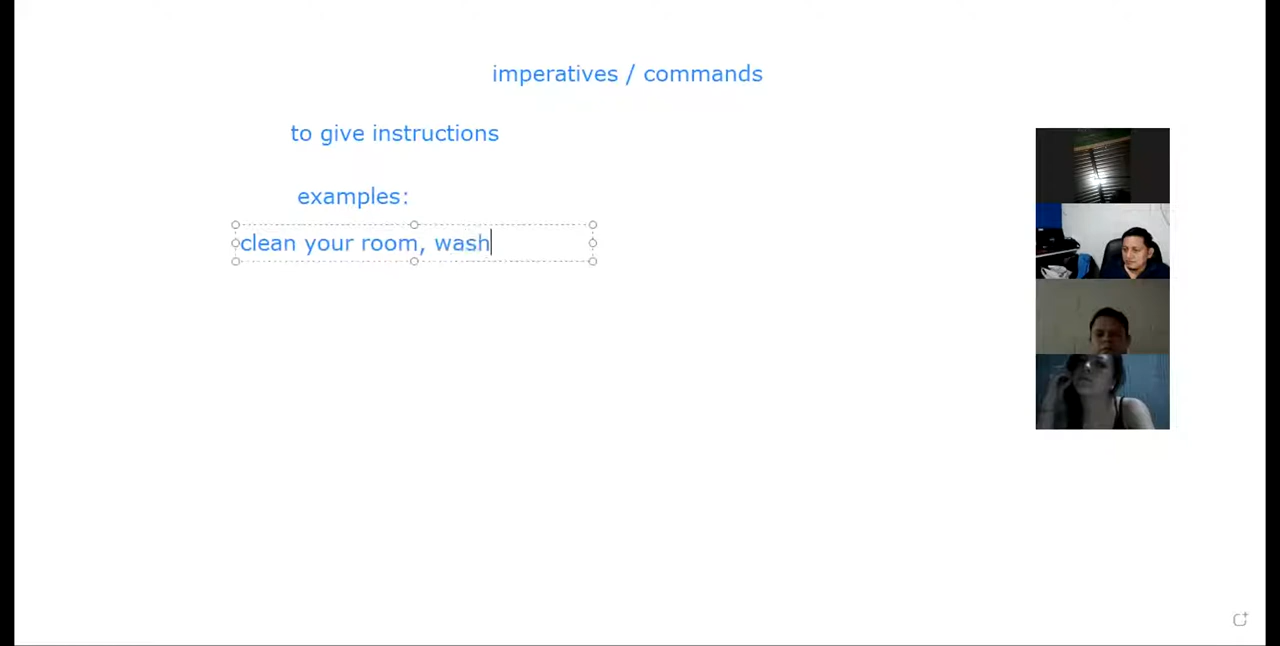 imperatives / commands
to give instructions
examples:
clean your room, wash